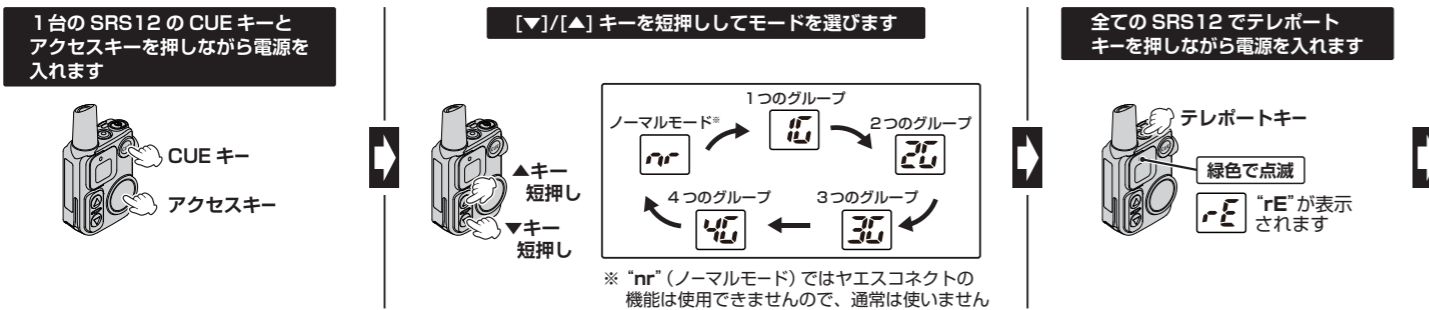 1台の SRS12 の CUE キーと
アクセスキーを押しながら電源を
入れます
CUE キー
アクセスキー
[▼]/[▲] キーを短押ししてモードを選びます
▲キー
短押し
▼キー
短押し
ノーマルモード※
nr
1つのグループ
1G
2つのグループ
2G
3つのグループ
3G
4つのグループ
4G
※ “nr”（ノーマルモード）ではヤエスコネクトの
機能は使用できませんので、通常は使いません
全ての SRS12 でテレポート
キーを押しながら電源を入れます
テレポートキー
緑色で点滅
rE
“rE”が表示
されます